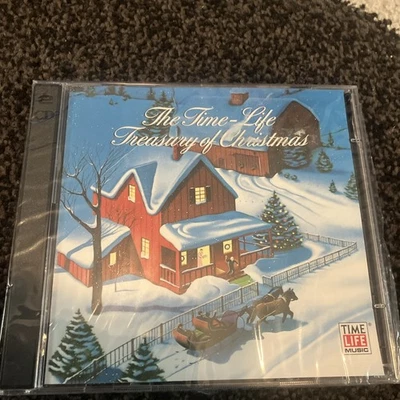 The Time-Life
Treasury of Christmas
TIME
LIFE
MUSIC